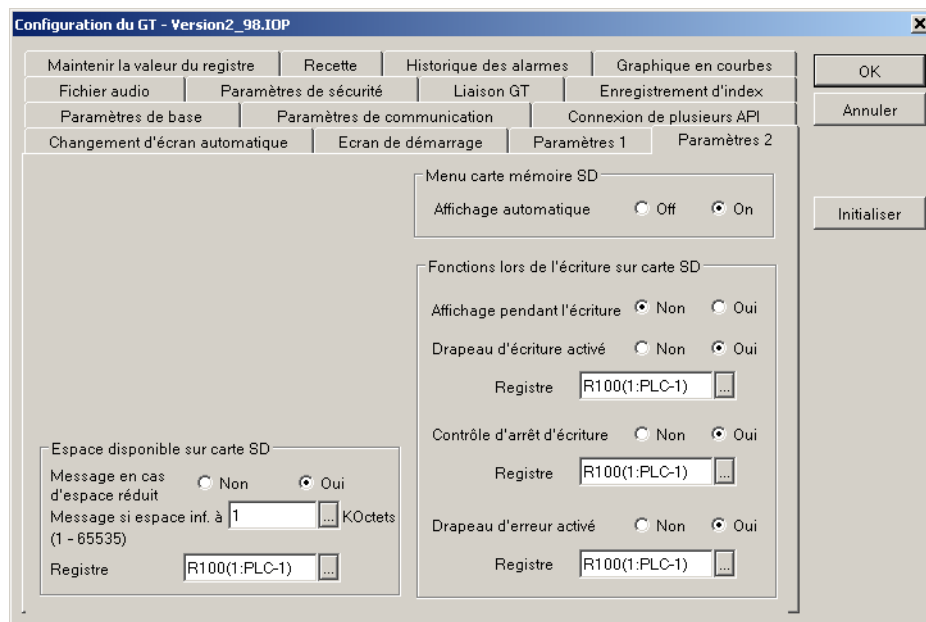 Configuration du GT - Version2_98.IOP
Maintenir la valeur du registre Recette Historique des alarmes Graphique en courbes
Fichier audio Paramètres de sécurité Liaison GT Enregistrement d'index
Paramètres de base Paramètres de communication Connexion de plusieurs API
Changement d'écran automatique Ecran de démarrage Paramètres 1 Paramètres 2
OK
Annuler
Initialiser
Menu carte mémoire SD
Affichage automatique Off On
Fonctions lors de l'écriture sur carte SD
Affichage pendant l'écriture Non Oui
Drapeau d'écriture activé Non Oui
Registre R100(1:PLC-1) ...
Contrôle d'arrêt d'écriture Non Oui
Registre R100(1:PLC-1) ...
Drapeau d'erreur activé Non Oui
Registre R100(1:PLC-1) ...
Espace disponible sur carte SD
Message en cas
d'espace réduit Non Oui
Message si espace inf. à 1 ... KOctets
(1 - 65535)
Registre R100(1:PLC-1) ...